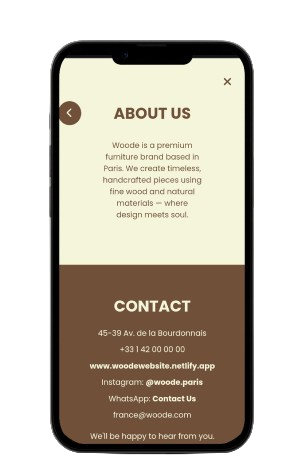 ABOUT US
Woode is a premium
furniture brand based in
Paris. We create timeless,
handcrafted pieces using
fine wood and natural
materials — where
design meets soul.
CONTACT
45-39 Av. de la Bourdonnais
+33 1 42 00 00 00
www.woodewebsite.netlify.app
Instagram: @woode.paris
WhatsApp: Contact Us
france@woode.com
We'll be happy to hear from you.